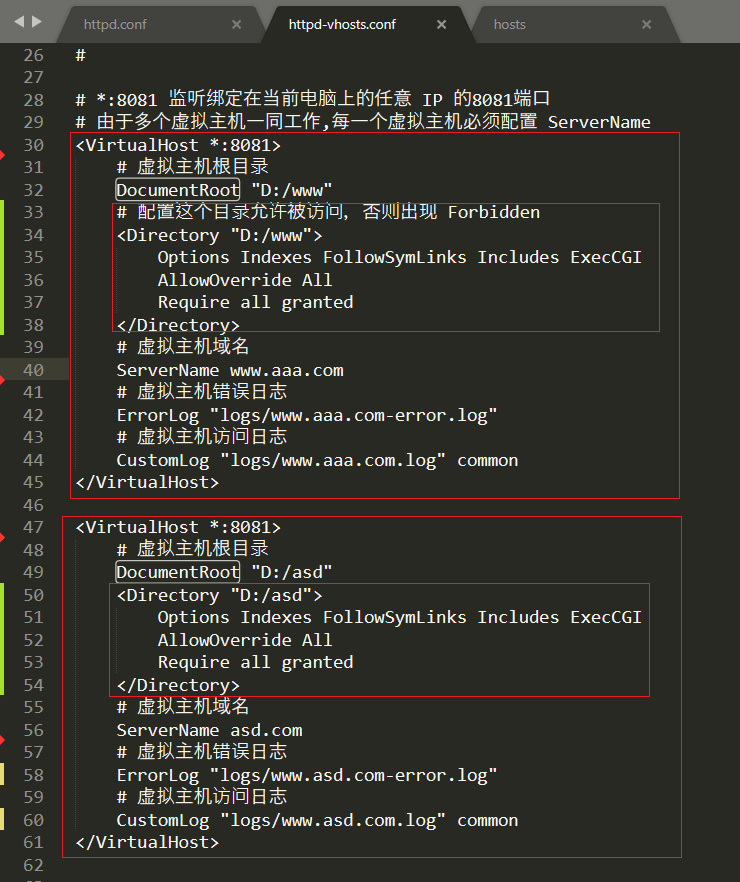 httpd.conf × httpd-vhosts.conf × hosts ×
26 #
27
28 # *:8081 监听绑定在当前电脑上的任意 IP 的8081端口
29 # 由于多个虚拟主机一同工作,每一个虚拟主机必须配置 ServerName
30 <VirtualHost *:8081>
31 # 虚拟主机根目录
32 DocumentRoot "D:/www"
33 # 配置这个目录允许被访问, 否则出现 Forbidden
34 <Directory "D:/www">
35 Options Indexes FollowSymLinks Includes ExecCGI
36 AllowOverride All
37 Require all granted
38 </Directory>
39 # 虚拟主机域名
40 ServerName www.aaa.com
41 # 虚拟主机错误日志
42 ErrorLog "logs/www.aaa.com-error.log"
43 # 虚拟主机访问日志
44 CustomLog "logs/www.aaa.com.log" common
45 </VirtualHost>
46
47 <VirtualHost *:8081>
48 # 虚拟主机根目录
49 DocumentRoot "D:/asd"
50 <Directory "D:/asd">
51 Options Indexes FollowSymLinks Includes ExecCGI
52 AllowOverride All
53 Require all granted
54 </Directory>
55 # 虚拟主机域名
56 ServerName asd.com
57 # 虚拟主机错误日志
58 ErrorLog "logs/www.asd.com-error.log"
59 # 虚拟主机访问日志
60 CustomLog "logs/www.asd.com.log" common
61 </VirtualHost>
62